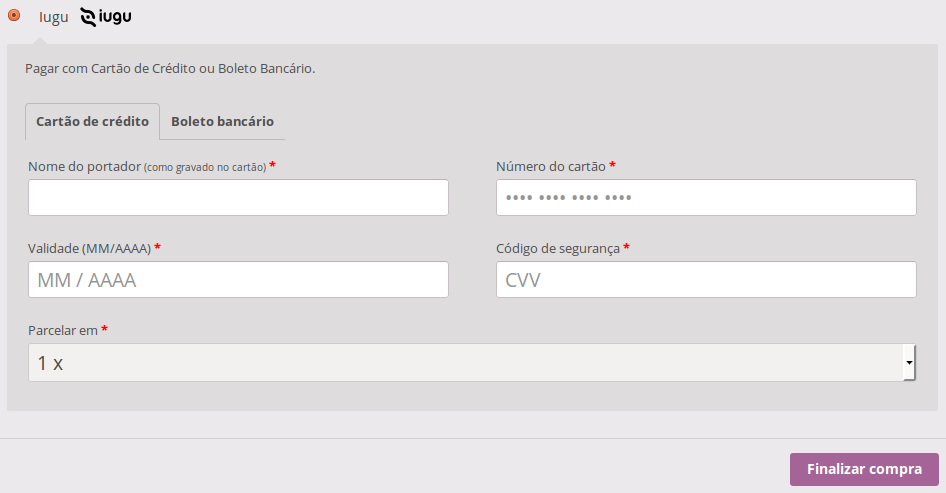 Iugu iugu
Pagar com Cartão de Crédito ou Boleto Bancário.
Cartão de crédito Boleto bancário
Nome do portador (como gravado no cartão) * Número do cartão *
•••• •••• •••• ••••
Validade (MM/AAAA) * Código de segurança *
MM / AAAA CVV
Parcelar em *
1 x
Finalizar compra